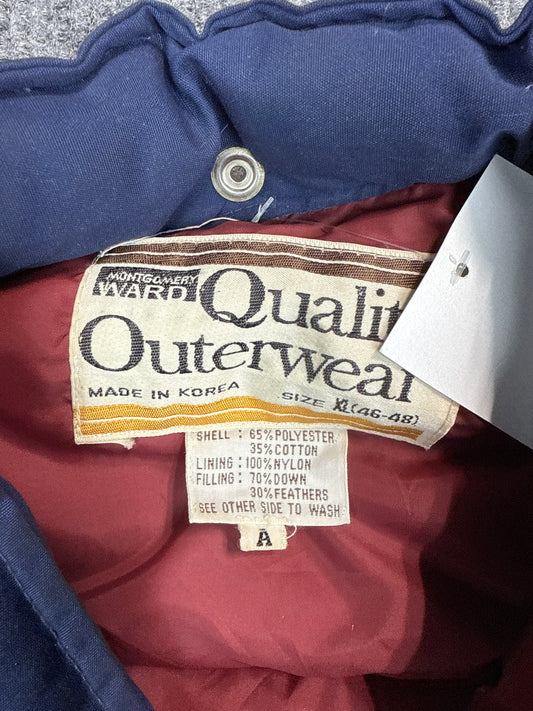 MONTGOMERY
WARD
Qualit
Outerwear
MADE IN KOREA SIZE XL(46-48)
SHELL : 65%POLYESTER
35%COTTON
LINING : 100%NYLON
FILLING : 70%DOWN
30%FEATHERS
SEE OTHER SIDE TO WASH
A